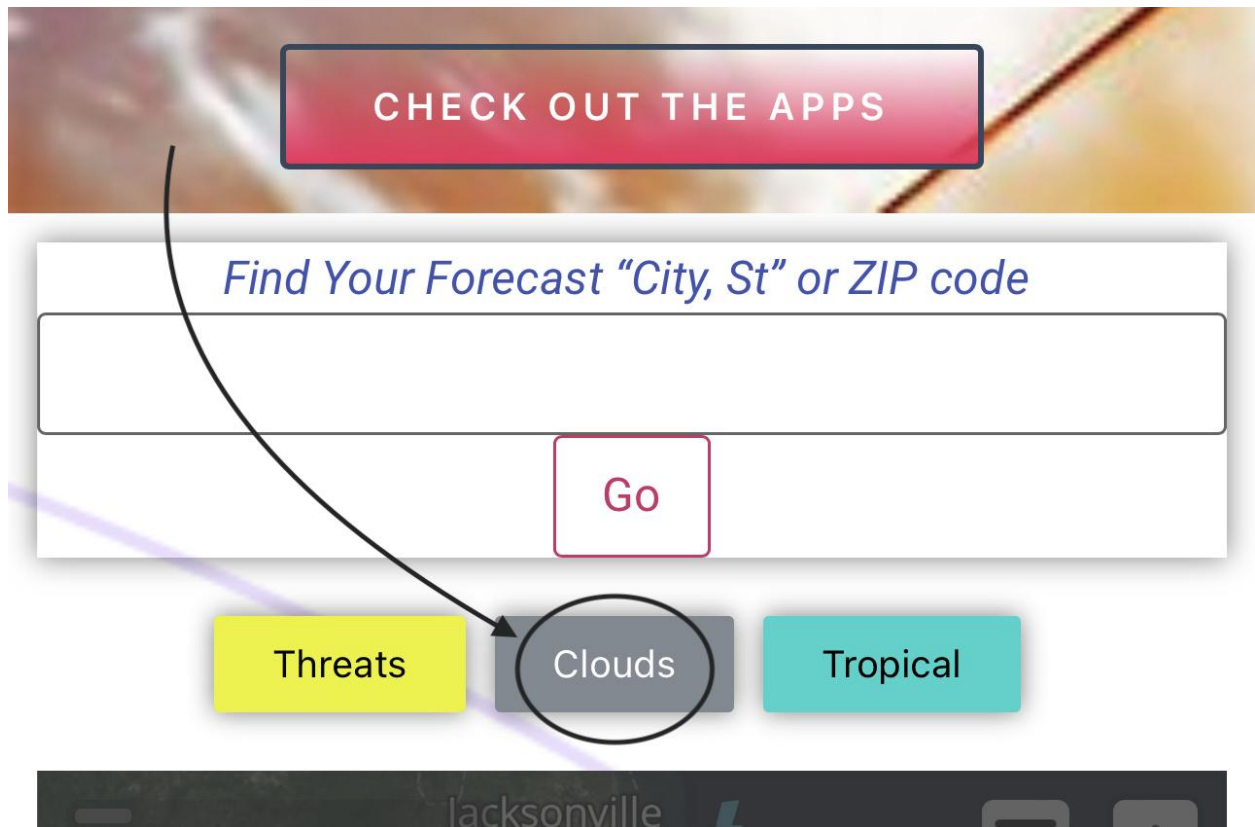 CHECK OUT THE APPS
Find Your Forecast “City, St” or ZIP code
Go
Threats Clouds Tropical
Jacksonville